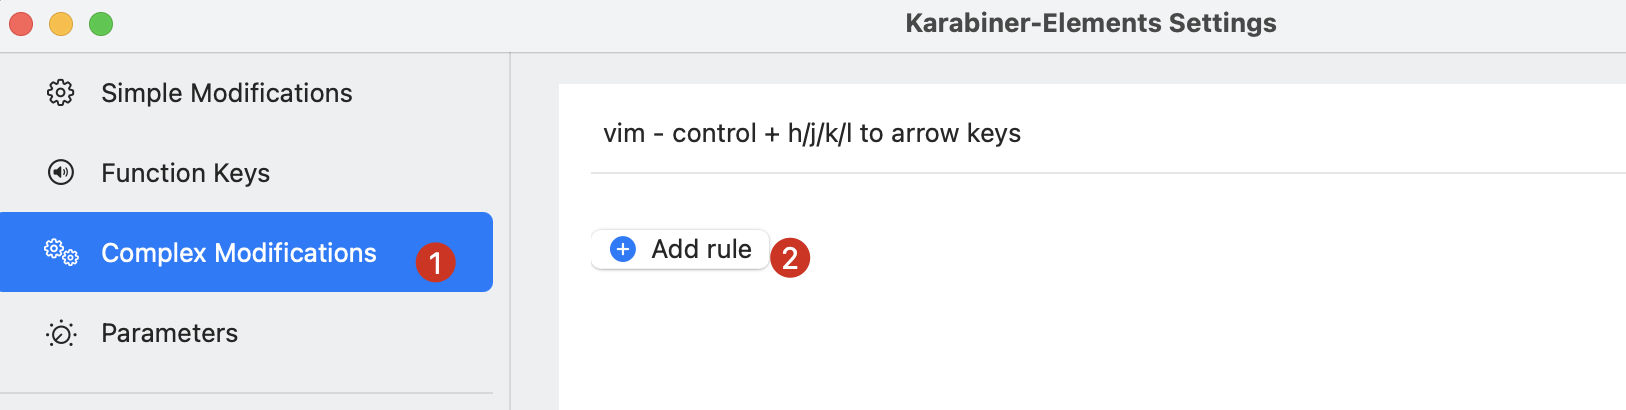 Karabiner-Elements Settings
Simple Modifications
Function Keys
Complex Modifications 1
Parameters
vim - control + h/j/k/l to arrow keys
Add rule 2